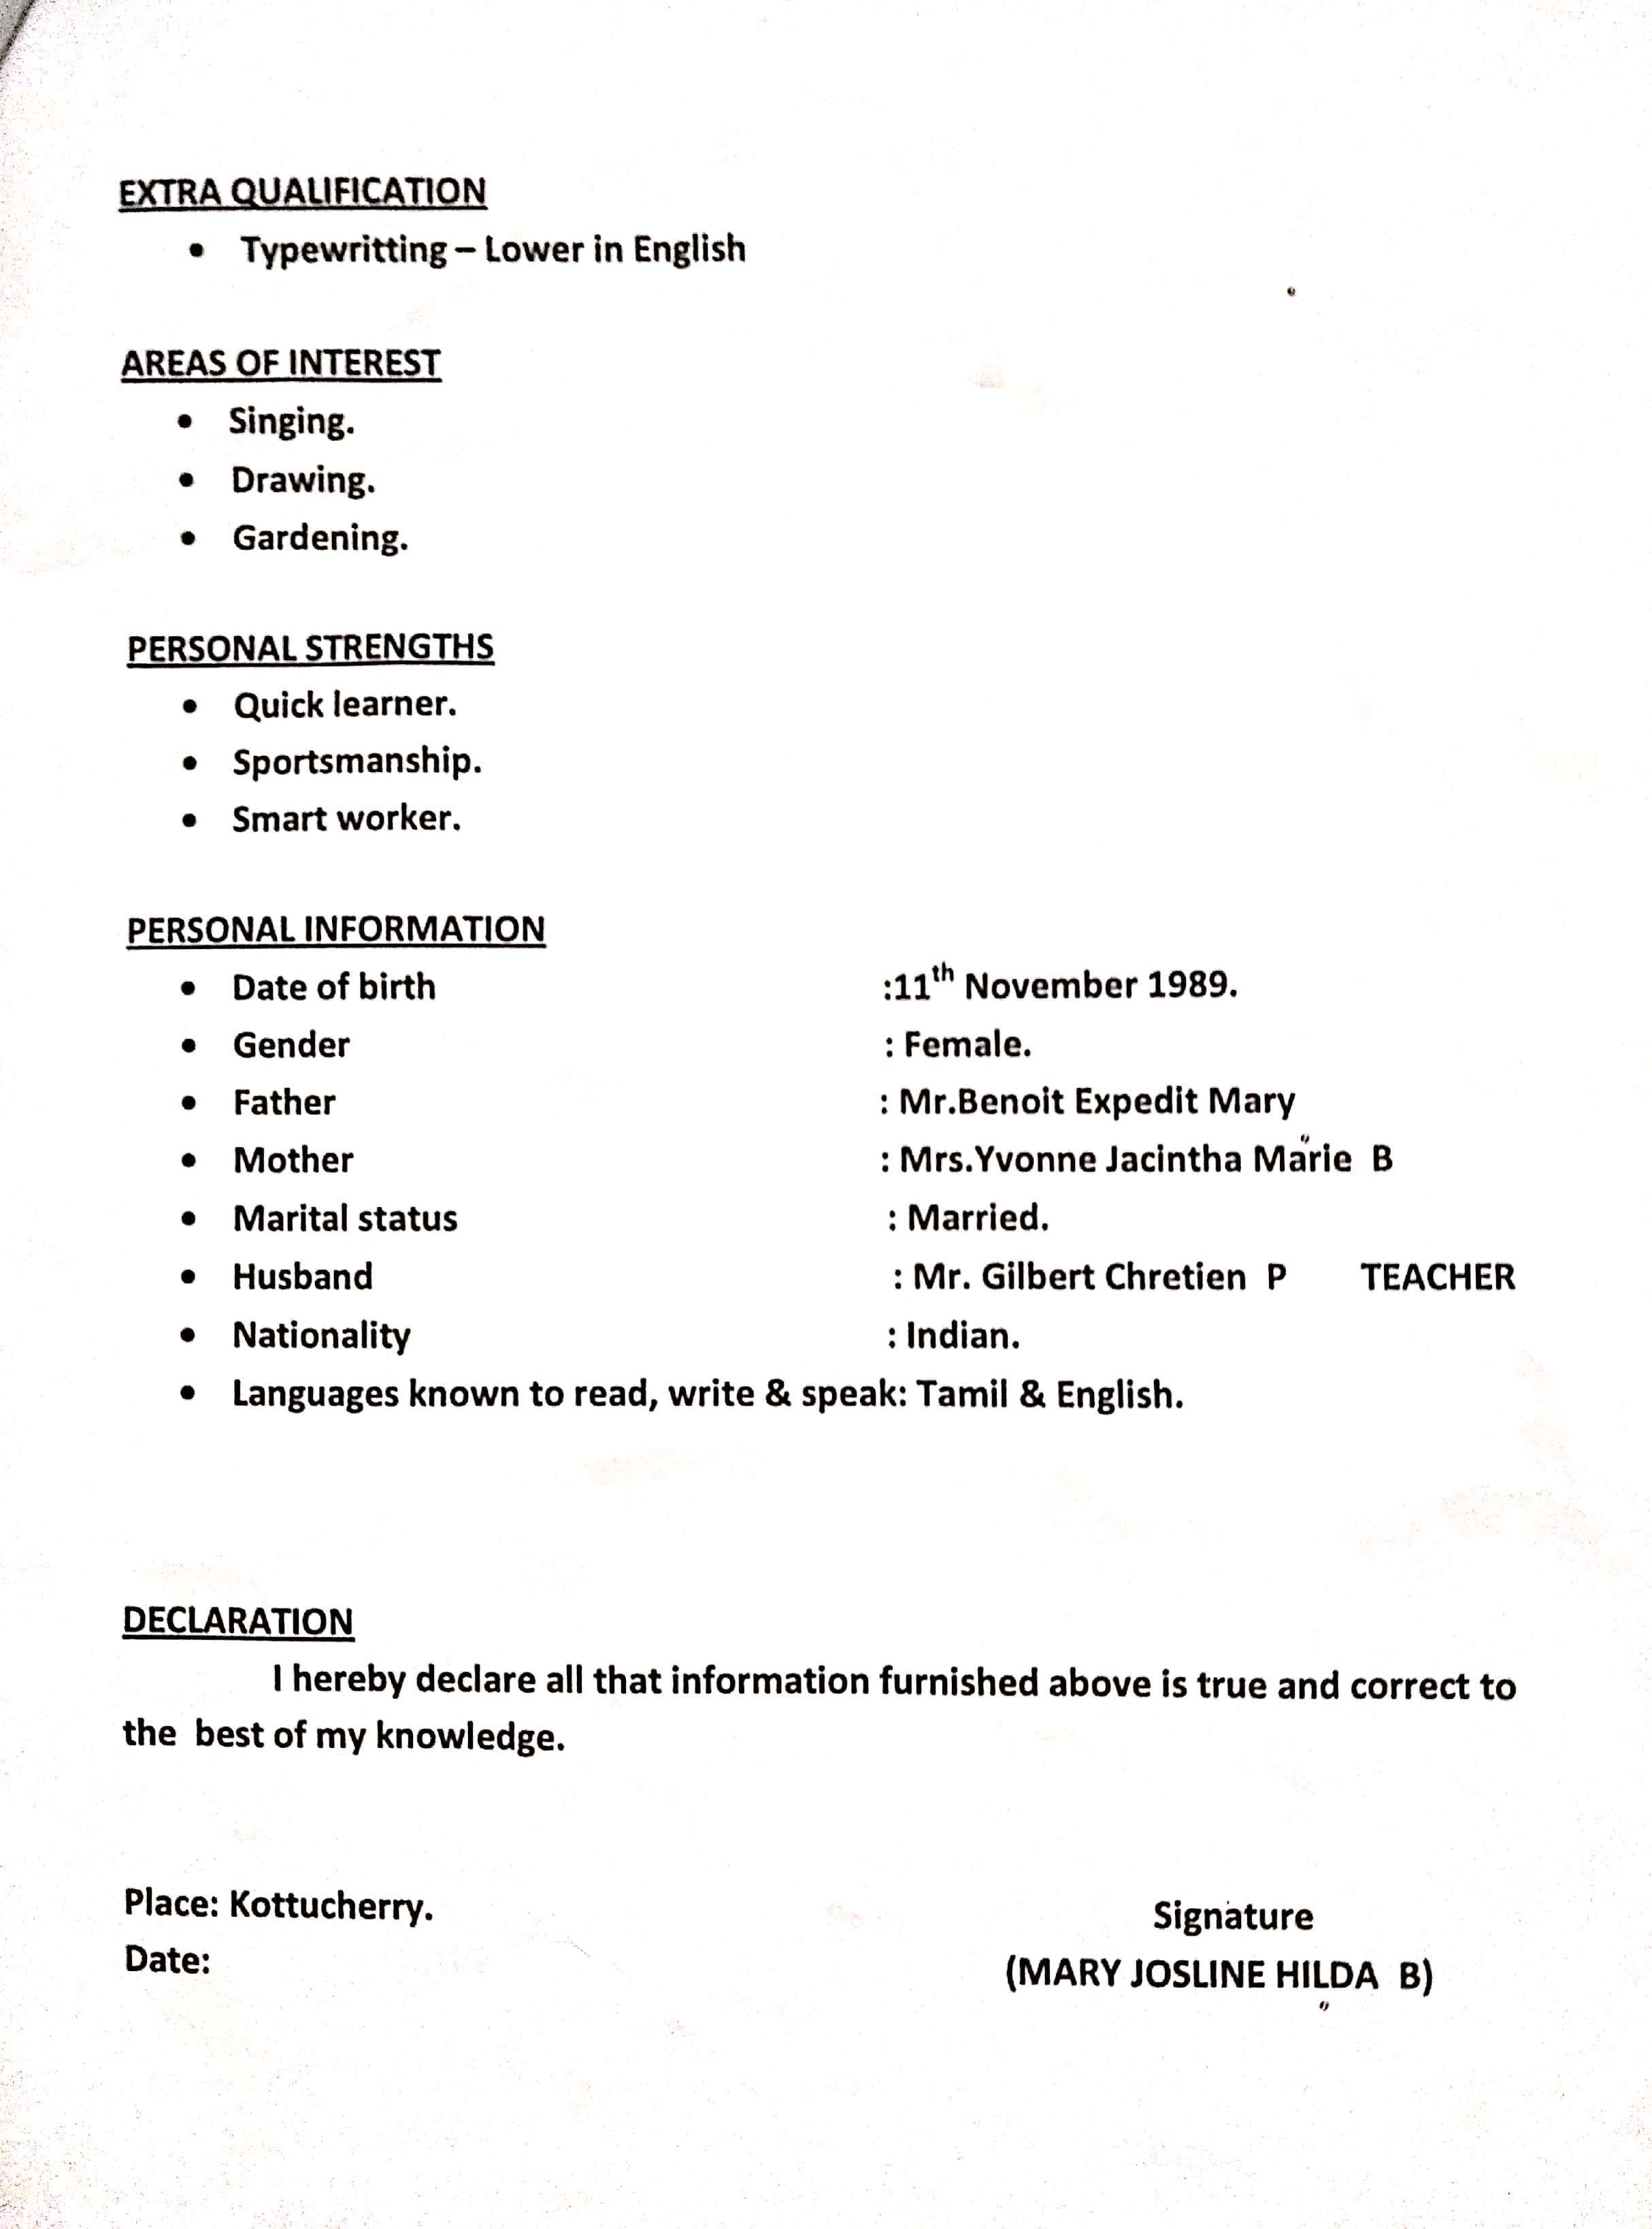 EXTRA QUALIFICATION
• Typewritting – Lower in English
AREAS OF INTEREST
• Singing.
• Drawing.
• Gardening.
PERSONAL STRENGTHS
• Quick learner.
• Sportsmanship.
• Smart worker.
PERSONAL INFORMATION
• Date of birth :11th November 1989.
• Gender : Female.
• Father : Mr.Benoit Expedit Mary
• Mother : Mrs.Yvonne Jacintha Marie B
• Marital status : Married.
• Husband : Mr. Gilbert Chretien P TEACHER
• Nationality : Indian.
• Languages known to read, write & speak: Tamil & English.
DECLARATION
I hereby declare all that information furnished above is true and correct to
the best of my knowledge.
Place: Kottucherry.
Signature
Date:
(MARY JOSLINE HILDA B)